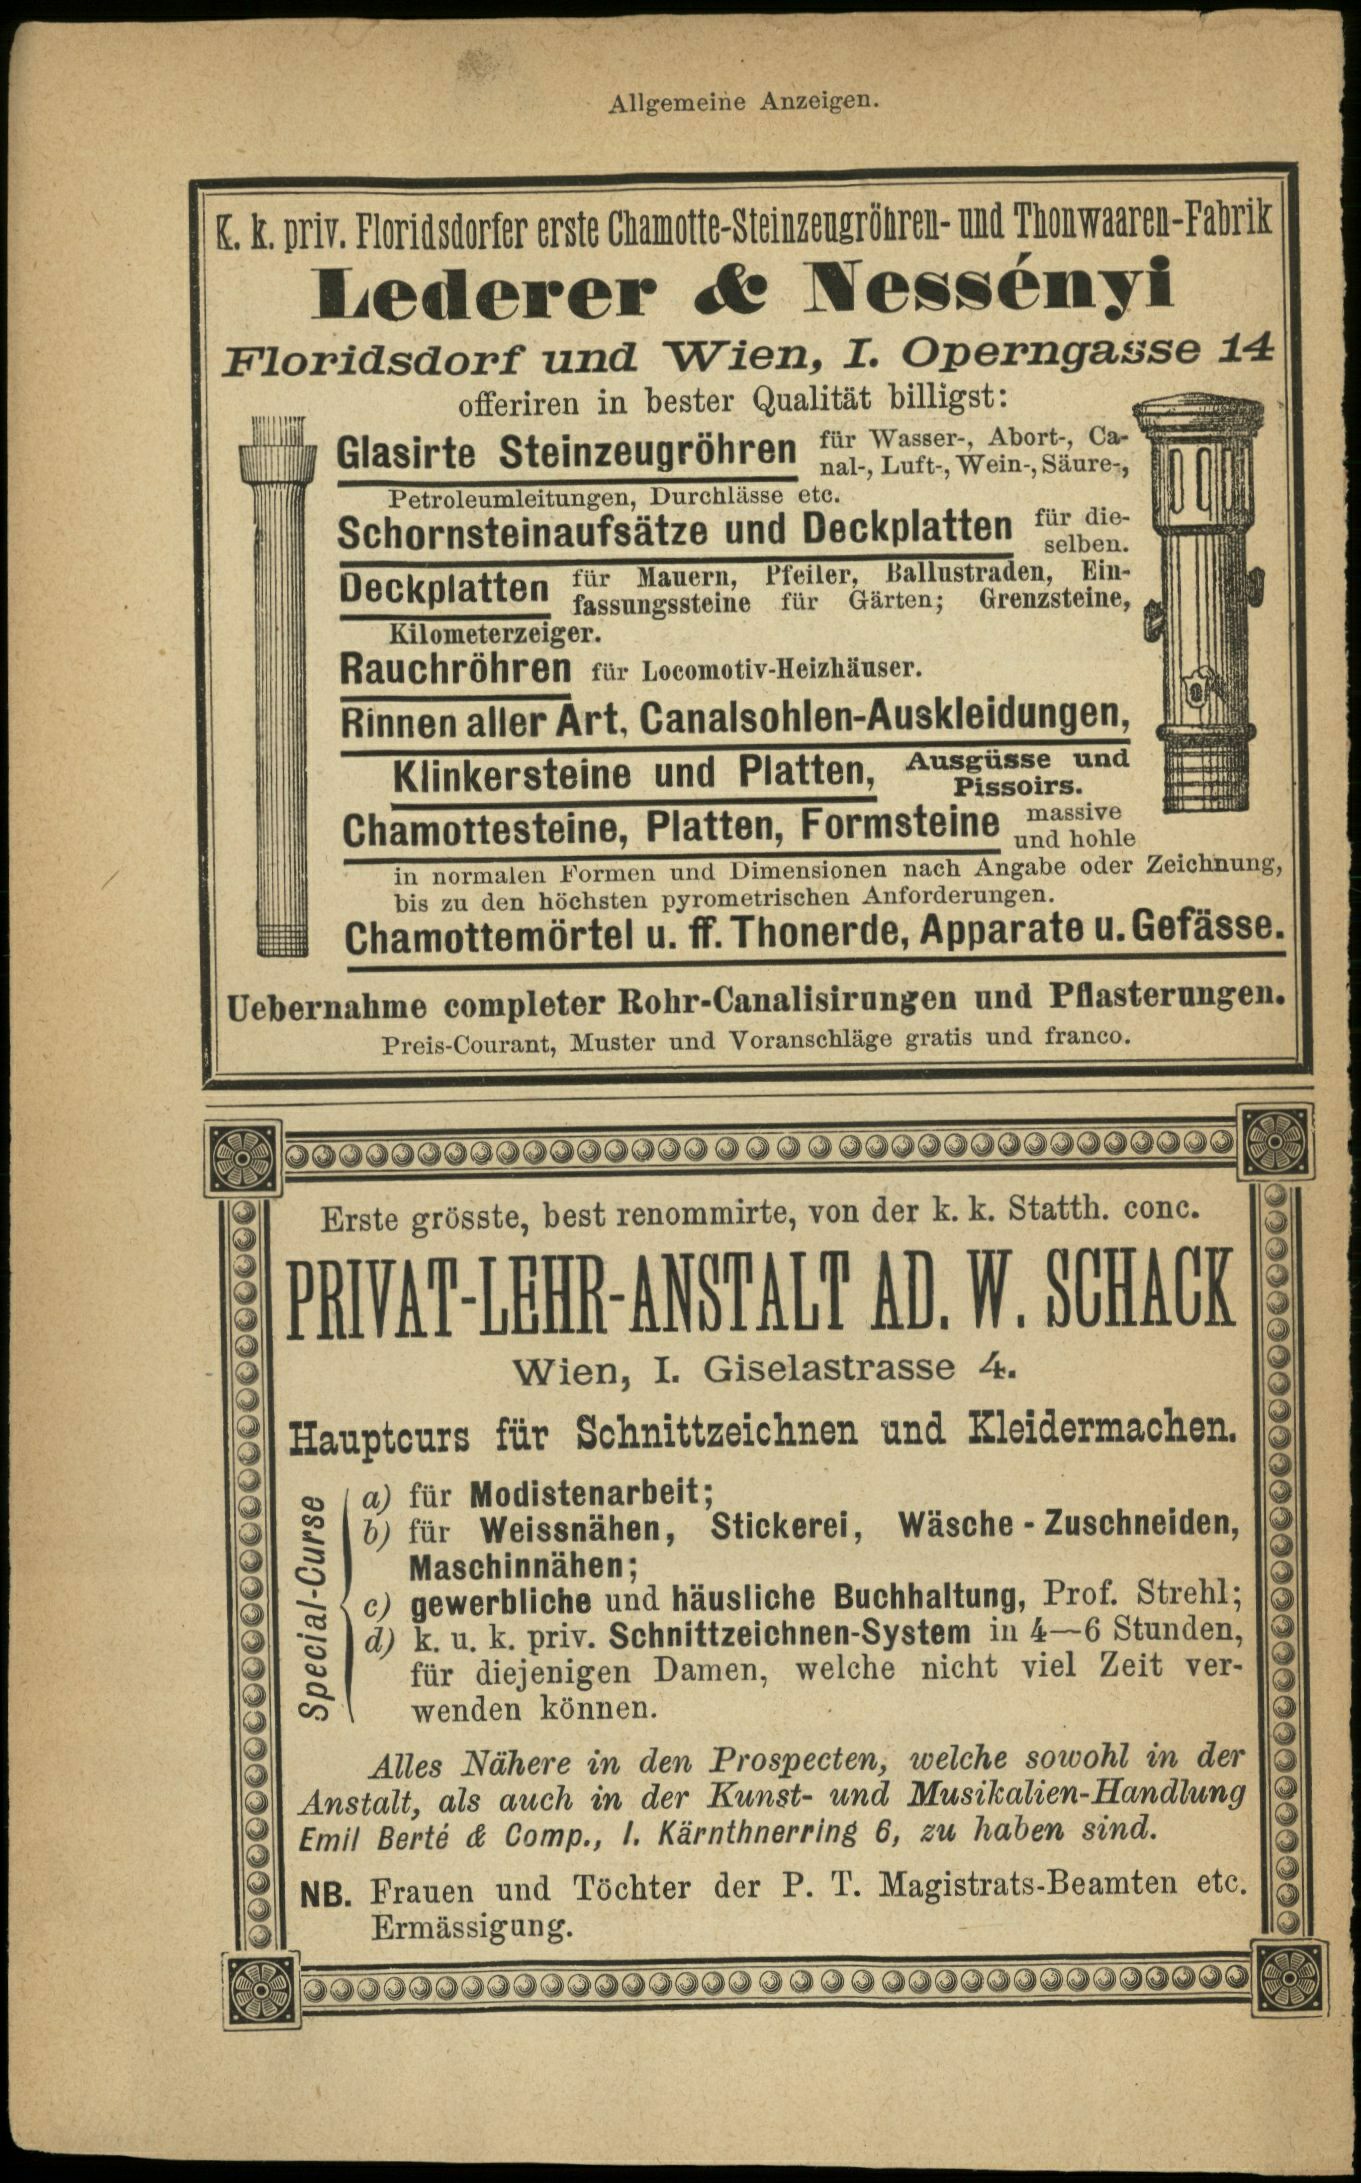 Allgemeine Anzeigen.
K. k. priv. Floridsdorfer erste Chamotte-Steinzeugröhren- und Thonwaaren-Fabrik
Lederer & Nessényi
Floridsdorf und Wien, I. Operngasse 14
offeriren in bester Qualität billigst:
Glasirte Steinzeugröhren für Wasser-, Abort-, Ca-
nal-, Luft-, Wein-, Säure-,
Petroleumleitungen, Durchlässe etc.
Schornsteinaufsätze und Deckplatten für die-
selben.
Deckplatten für Mauern, Pfeiler, Ballustraden, Ein-
fassungssteine für Gärten; Grenzsteine,
Kilometerzeiger.
Rauchröhren für Locomotiv-Heizhäuser.
Rinnen aller Art, Canalsohlen-Auskleidungen,
Klinkersteine und Platten, Ausgüsse und
Pissoirs.
Chamottesteine, Platten, Formsteine massive
und hohle
in normalen Formen und Dimensionen nach Angabe oder Zeichnung,
bis zu den höchsten pyrometrischen Anforderungen.
Chamottemörtel u. ff. Thonerde, Apparate u. Gefässe.
Uebernahme completer Rohr-Canalisirungen und Pflasterungen.
Preis-Courant, Muster und Voranschläge gratis und franco.
Erste grösste, best renommirte, von der k. k. Statth. conc.
PRIVAT-LEHR-ANSTALT AD. W. SCHACK
Wien, I. Giselastrasse 4.
Hauptcurs für Schnittzeichnen und Kleidermachen.
Special-Curse
a) für Modistenarbeit;
b) für Weissnähen, Stickerei, Wäsche-Zuschneiden,
Maschinnähen;
c) gewerbliche und häusliche Buchhaltung, Prof. Strehl;
d) k. u. k. priv. Schnittzeichnen-System in 4—6 Stunden,
für diejenigen Damen, welche nicht viel Zeit ver-
wenden können.
Alles Nähere in den Prospecten, welche sowohl in der
Anstalt, als auch in der Kunst- und Musikalien-Handlung
Emil Berté & Comp., I. Kärnthnerring 6, zu haben sind.
NB. Frauen und Töchter der P. T. Magistrats-Beamten etc.
Ermässigung.